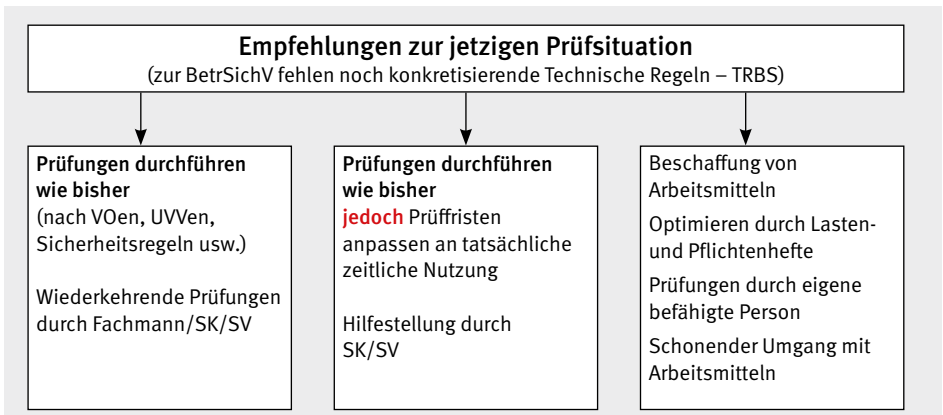 Empfehlungen zur jetzigen Prüfsituation
(zur BetrSichV fehlen noch konkretisierende Technische Regeln – TRBS)
Prüfungen durchführen
wie bisher
(nach VOen, UVVen,
Sicherheitsregeln usw.)
Wiederkehrende Prüfungen
durch Fachmann/SK/SV
Prüfungen durchführen
wie bisher
jedoch Prüffristen
anpassen an tatsächliche
zeitliche Nutzung
Hilfestellung durch
SK/SV
Beschaffung von
Arbeitsmitteln
Optimieren durch Lasten-
und Pflichtenhefte
Prüfungen durch eigene
befähigte Person
Schonender Umgang mit
Arbeitsmitteln